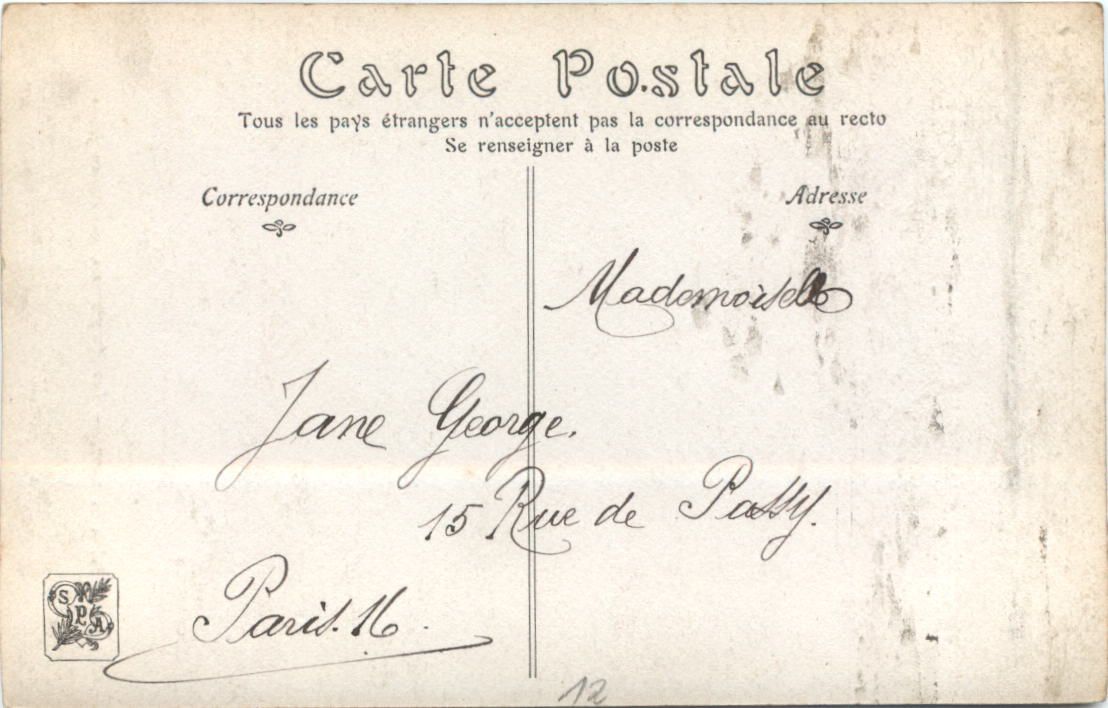 Carte Postale
Tous les pays étrangers n'acceptent pas la correspondance au recto
Se renseigner à la poste
Correspondance
Adresse
Mademoiselle
Jane George.
15 Rue de Passy.
Paris. 16.
12